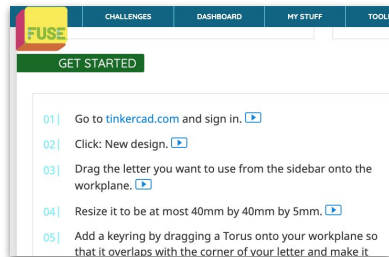 FUSE
CHALLENGES DASHBOARD MY STUFF TOOL
GET STARTED
01| Go to tinkercad.com and sign in.
02| Click: New design.
03| Drag the letter you want to use from the sidebar onto the
workplane.
04| Resize it to be at most 40mm by 40mm by 5mm.
05| Add a keyring by dragging a Torus onto your workplane so
that it overlaps with the corner of your letter and make it